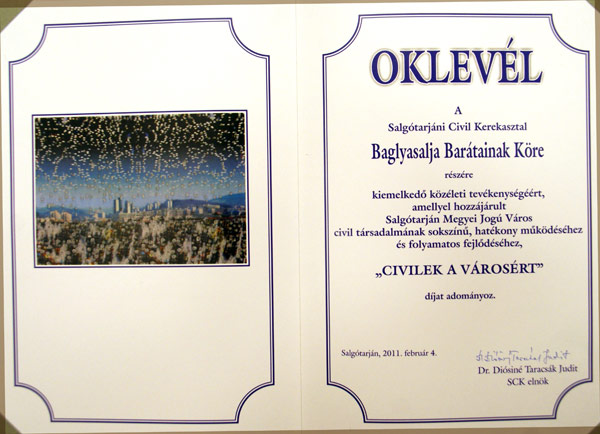 OKLEVÉL
A
Salgótarjáni Civil Kerekasztal
Baglyasalja Barátainak Köre
részére
kiemelkedő közéleti tevékenységéért,
amellyel hozzájárult
Salgótarján Megyei Jogú Város
civil társadalmának sokszínű, hatékony működéséhez
és folyamatos fejlődéséhez,
„CIVILEK A VÁROSÉRT”
díjat adományoz.
Salgótarján, 2011. február 4.
Dr. Diósiné Taracsák Judit
SCK elnök